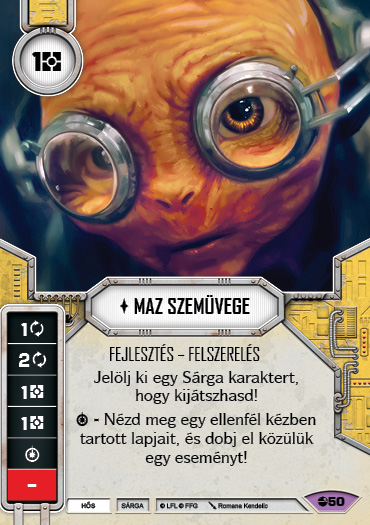 1
MAZ SZEMÜVEGE
FEJLESZTÉS – FELSZERELÉS
Jelölj ki egy Sárga karaktert,
hogy kijátszhasd!
- Nézd meg egy ellenfél kézben
tartott lapjait, és dobj el közülük
egy eseményt!
1
2
1
1
–
HŐS
SÁRGA
© LFL © FFG
Romana Kendelic
50